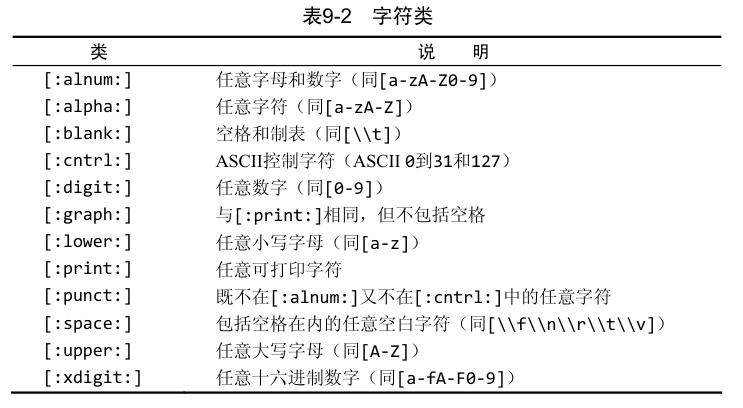 表9-2 字符类
类 说 明
[:alnum:] 任意字母和数字（同[a-zA-Z0-9]）
[:alpha:] 任意字符（同[a-zA-Z]）
[:blank:] 空格和制表（同[\\t]）
[:cntrl:] ASCII控制字符（ASCII 0到31和127）
[:digit:] 任意数字（同[0-9]）
[:graph:] 与[:print:]相同，但不包括空格
[:lower:] 任意小写字母（同[a-z]）
[:print:] 任意可打印字符
[:punct:] 既不在[:alnum:]又不在[:cntrl:]中的任意字符
[:space:] 包括空格在内的任意空白字符（同[\\f\\n\\r\\t\\v]）
[:upper:] 任意大写字母（同[A-Z]）
[:xdigit:] 任意十六进制数字（同[a-fA-F0-9]）